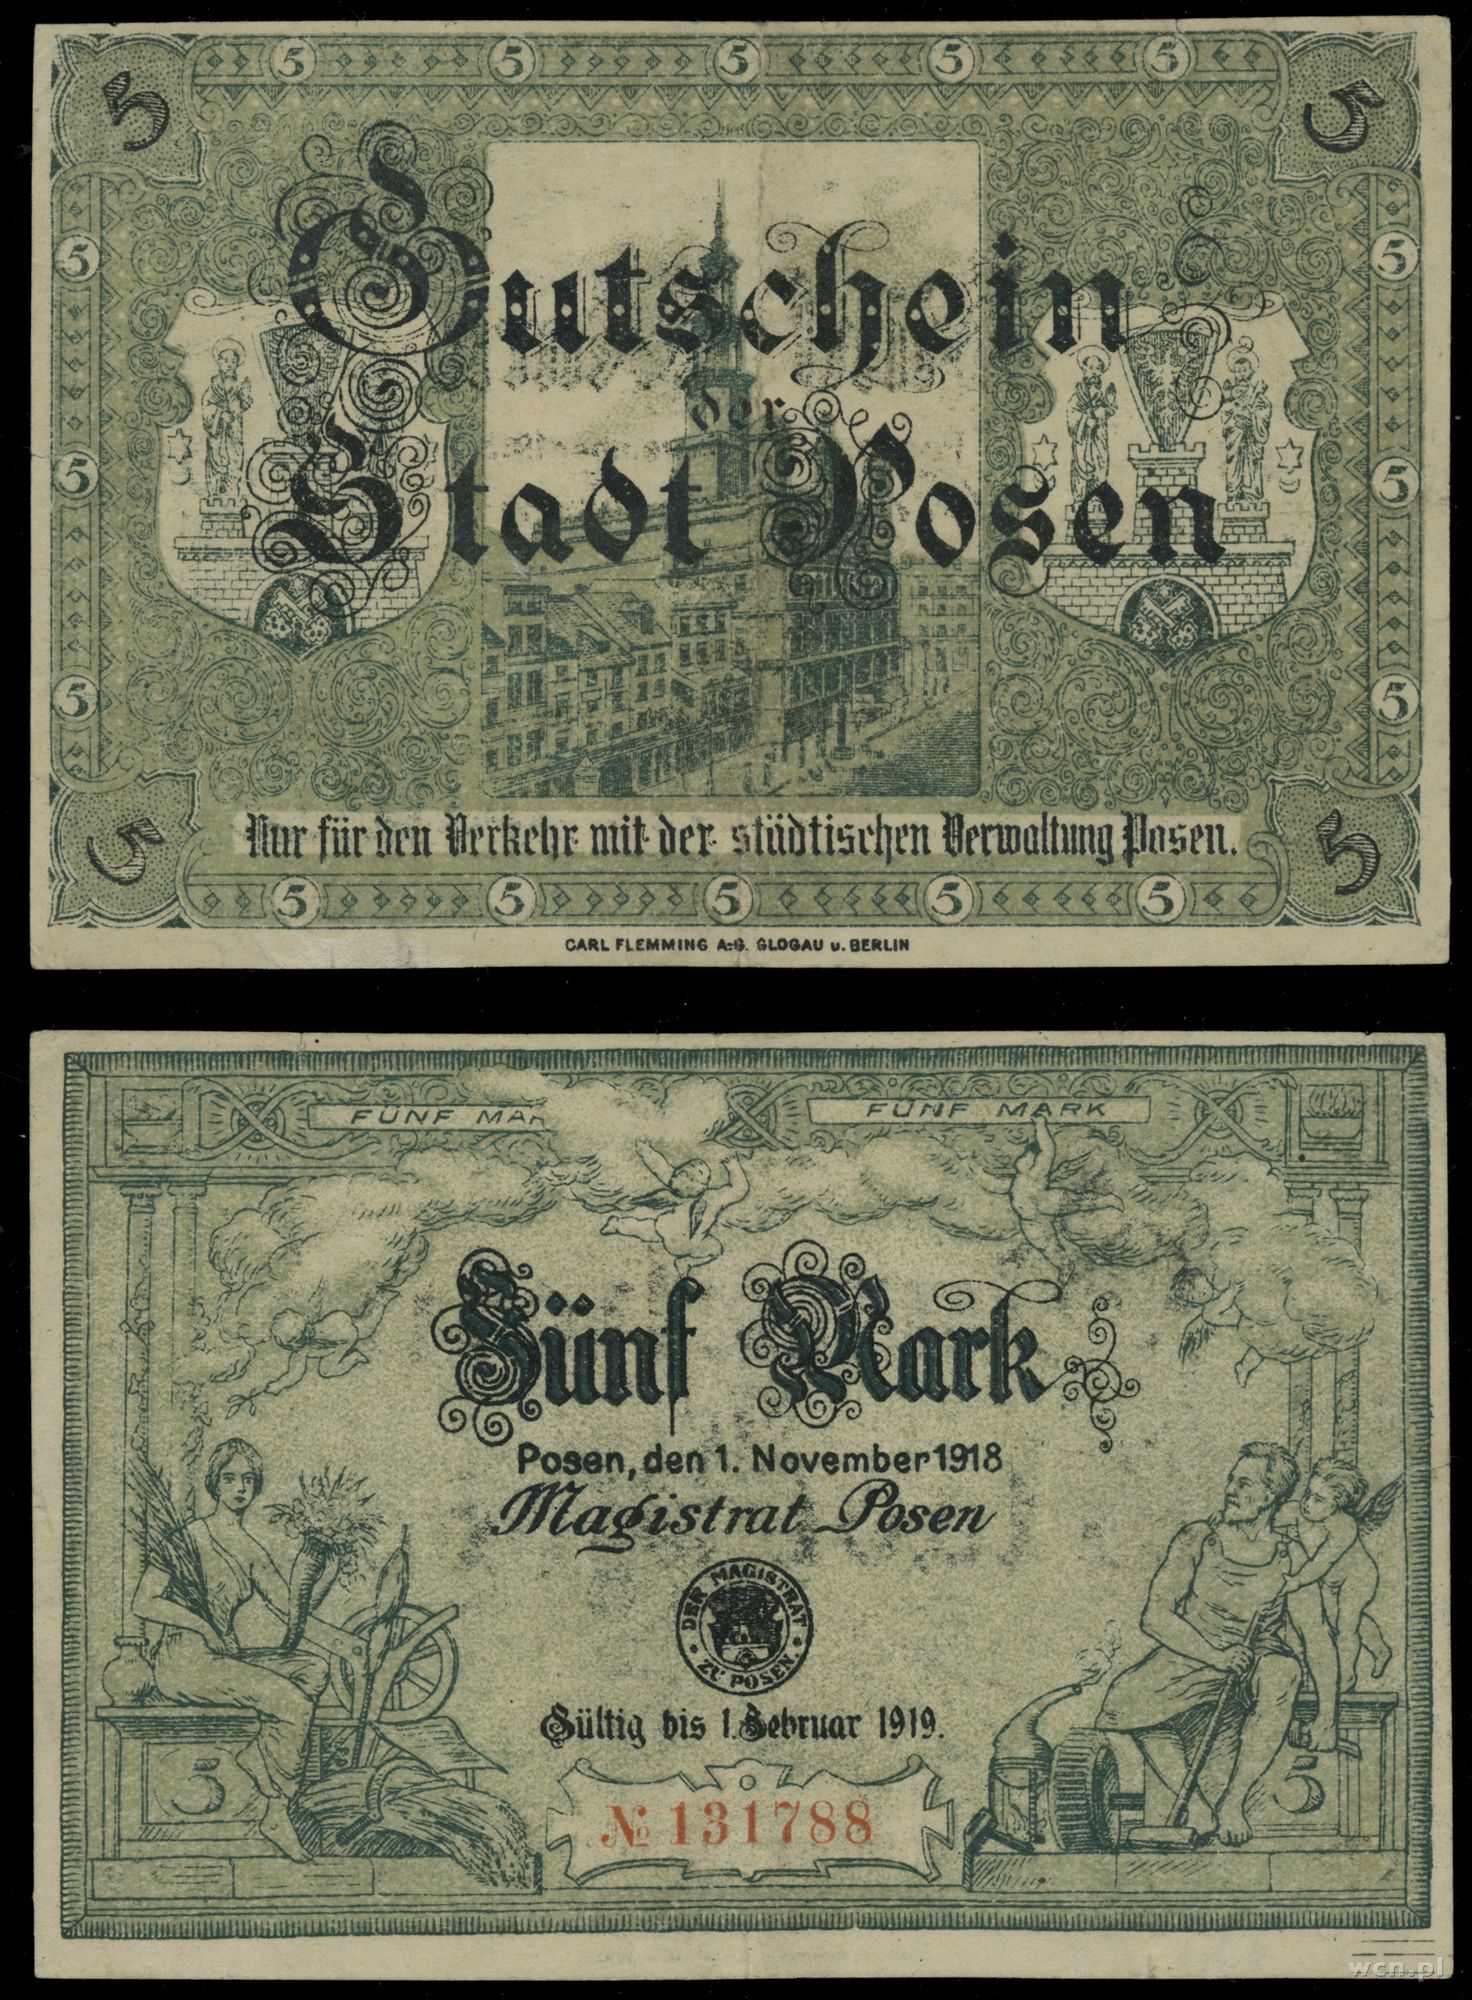 5 5 5 5 5 5 5
Gutschein
der
Stadt Posen
5 5
5 5
5 5
Nur für den Verkehr mit der städtischen Verwaltung Posen.
5 5 5 5 5 5 5
CARL FLEMMING A.-G. GLOGAU u. BERLIN
FÜNF MAR FÜNF MARK
Fünf Mark
Posen, den 1. November 1918
Magistrat Posen
DER MAGISTRAT
ZU POSEN.
Gültig bis 1. Februar 1919.
5 5
№ 131788
wcn.pl